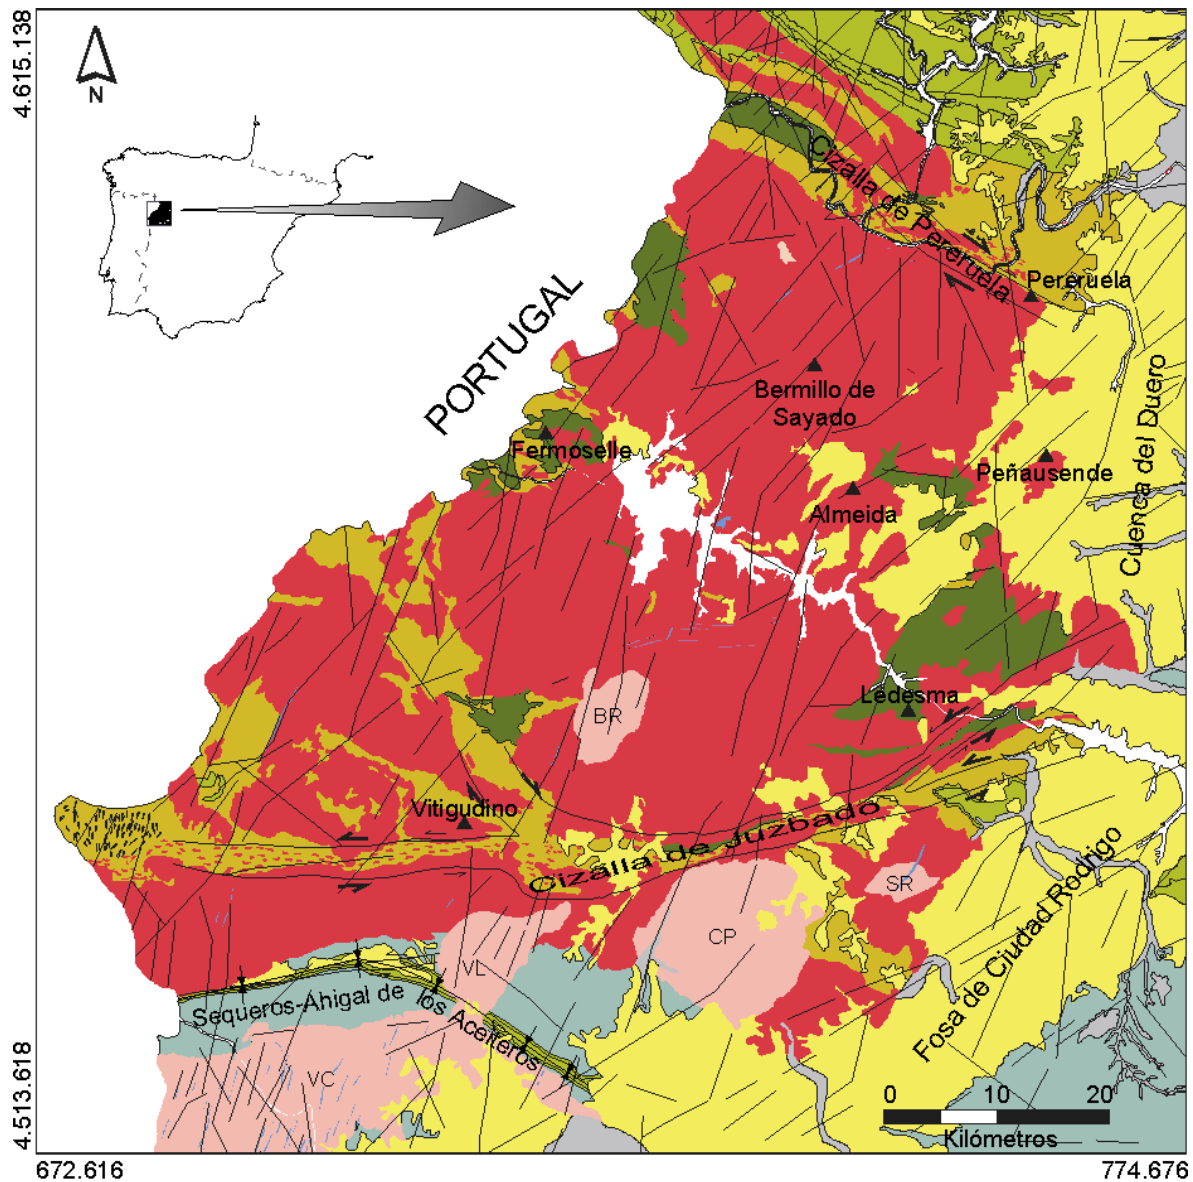 4.615.138
N
Cizalla de Pereruela
Pereruela
PORTUGAL
Bermillo de
Sayado
Cuenca del Duero
Fermoselle
Peñausende
Almeida
Ledesma
BR
Vitigudino
Cizalla de Juzbado
SR
CP
VL
Fosa de Ciudad Rodrigo
Sequeros-Ahigal de los Aceiteros
VC
0 10 20
Kilómetros
4.513.618
672.616
774.676